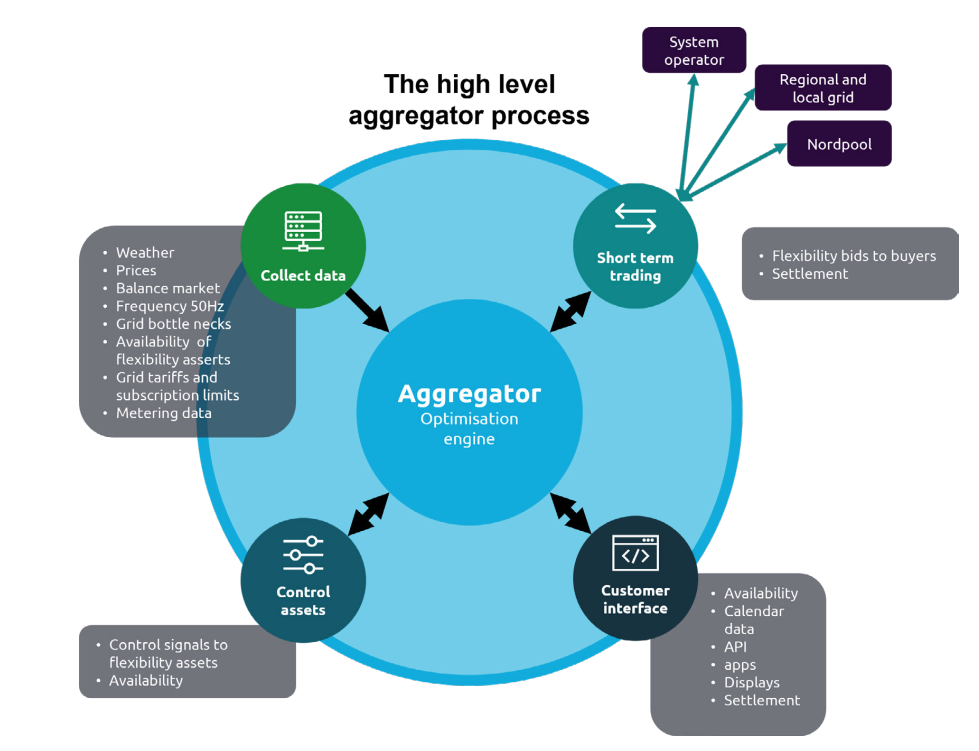 The high level
aggregator process
System
operator
Regional and
local grid
Nordpool
Collect data
• Weather
• Prices
• Balance market
• Frequency 50Hz
• Grid bottle necks
• Availability of
flexibility asserts
• Grid tariffs and
subscription limits
• Metering data
Short term
trading
• Flexibility bids to buyers
• Settlement
Aggregator
Optimisation
engine
Control
assets
• Control signals to
flexibility assets
• Availability
</>
Customer
interface
• Availability
• Calendar
data
• API
• apps
• Displays
• Settlement